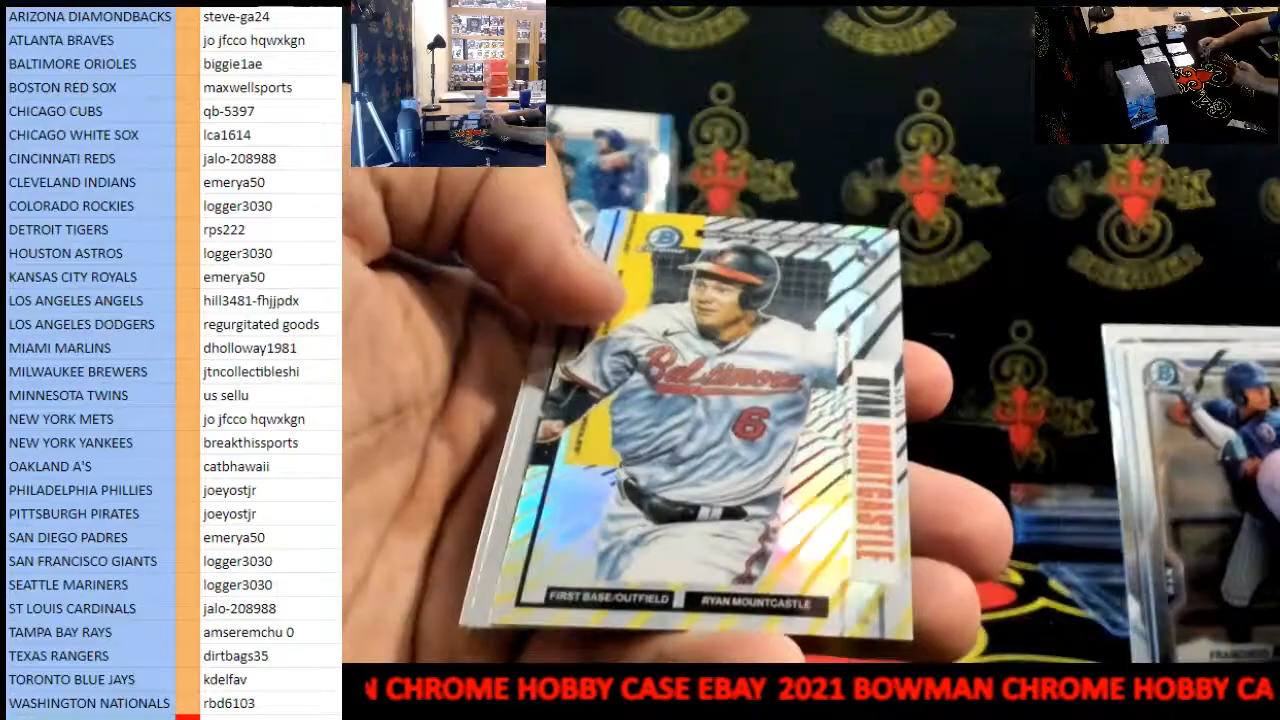 ARIZONA DIAMONDBACKS steve-ga24
ATLANTA BRAVES jo jfcco hqwxkgn
BALTIMORE ORIOLES biggie1ae
BOSTON RED SOX maxwellsports
CHICAGO CUBS qb-5397
CHICAGO WHITE SOX lca1614
CINCINNATI REDS jalo-208988
CLEVELAND INDIANS emerya50
COLORADO ROCKIES logger3030
DETROIT TIGERS rps222
HOUSTON ASTROS logger3030
KANSAS CITY ROYALS emerya50
LOS ANGELES ANGELS hill3481-fhjjpdx
LOS ANGELES DODGERS regurgitated goods
MIAMI MARLINS dholloway1981
MILWAUKEE BREWERS jtncollectibleshi
MINNESOTA TWINS us sellu
NEW YORK METS jo jfcco hqwxkgn
NEW YORK YANKEES breakthissports
OAKLAND A'S catbhawaii
PHILADELPHIA PHILLIES joeyostjr
PITTSBURGH PIRATES joeyostjr
SAN DIEGO PADRES emerya50
SAN FRANCISCO GIANTS logger3030
SEATTLE MARINERS logger3030
ST LOUIS CARDINALS jalo-208988
TAMPA BAY RAYS amseremchu 0
TEXAS RANGERS dirtbags35
TORONTO BLUE JAYS kdelfav
WASHINGTON NATIONALS rbd6103
Baltimore
6
RYAN MOUNTCASTLE
FIRST BASE/OUTFIELD RYAN MOUNTCASTLE
N CHROME HOBBY CASE EBAY 2021 BOWMAN CHROME HOBBY CA